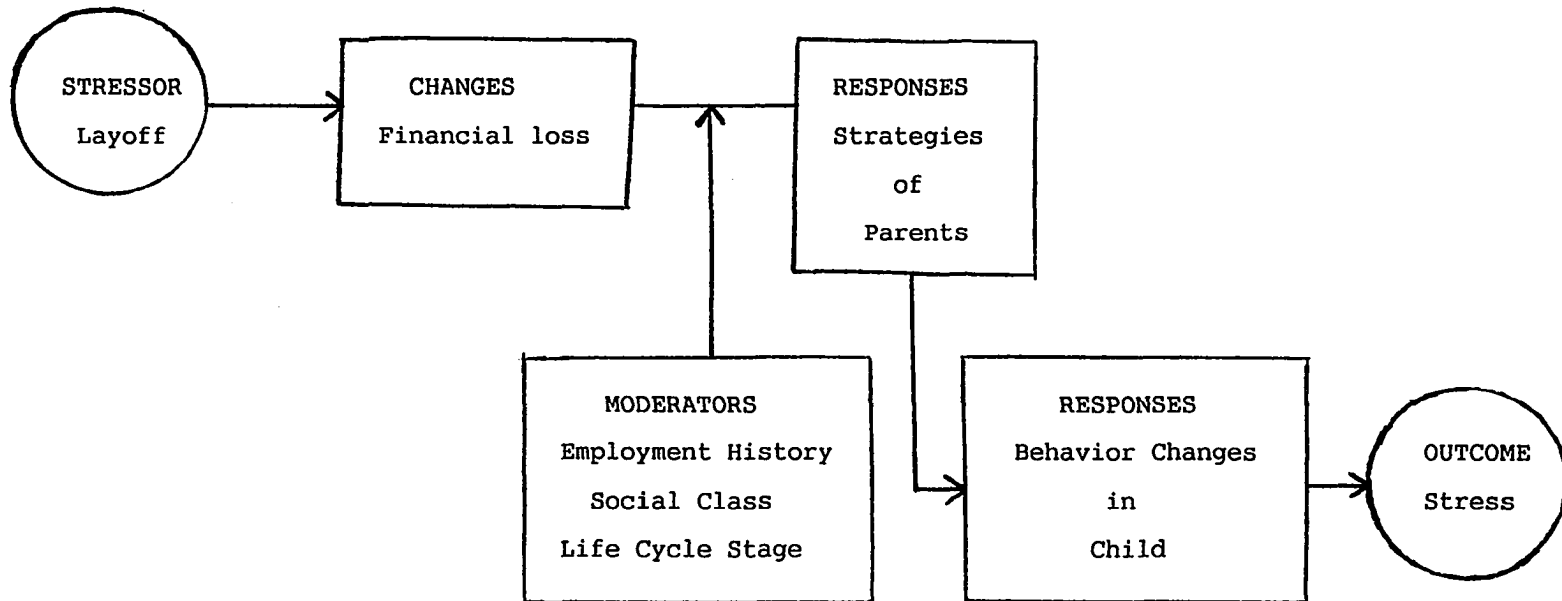 STRESSOR
Layoff
CHANGES
Financial loss
RESPONSES
Strategies
of
Parents
MODERATORS
Employment History
Social Class
Life Cycle Stage
RESPONSES
Behavior Changes
in
Child
OUTCOME
Stress